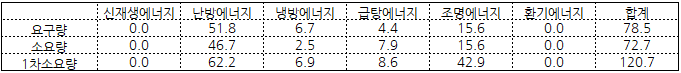 신재생에너지 난방에너지 냉방에너지 급탕에너지 조명에너지 환기에너지 합계
요구량 0.0 51.8 6.7 4.4 15.6 0.0 78.5
소요량 0.0 46.7 2.5 7.9 15.6 0.0 72.7
1차소요량 0.0 62.2 6.9 8.6 42.9 0.0 120.7